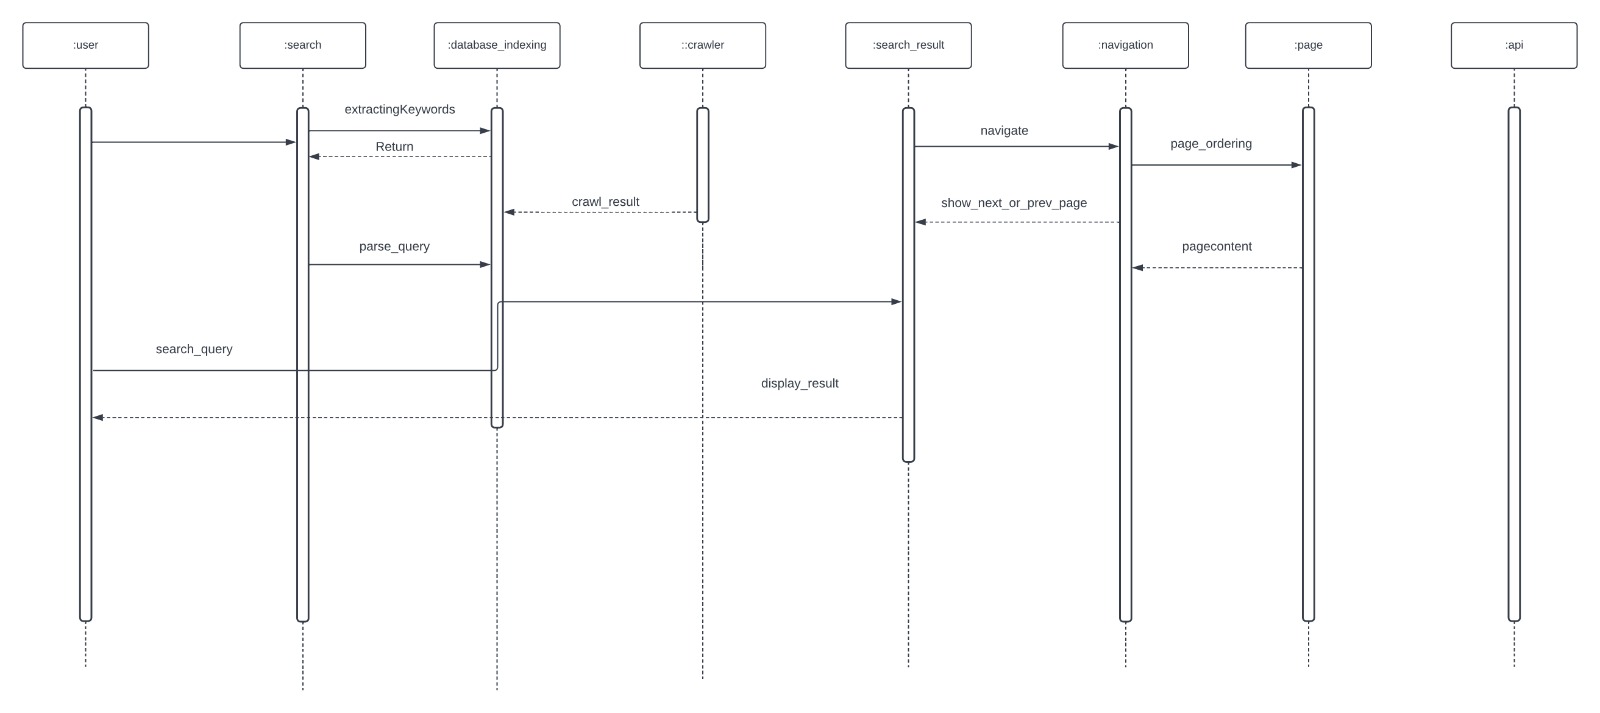 :user
:search
:database_indexing
::crawler
:search_result
:navigation
:page
:api
extractingKeywords
navigate
page_ordering
Return
crawl_result
show_next_or_prev_page
parse_query
pagecontent
search_query
display_result